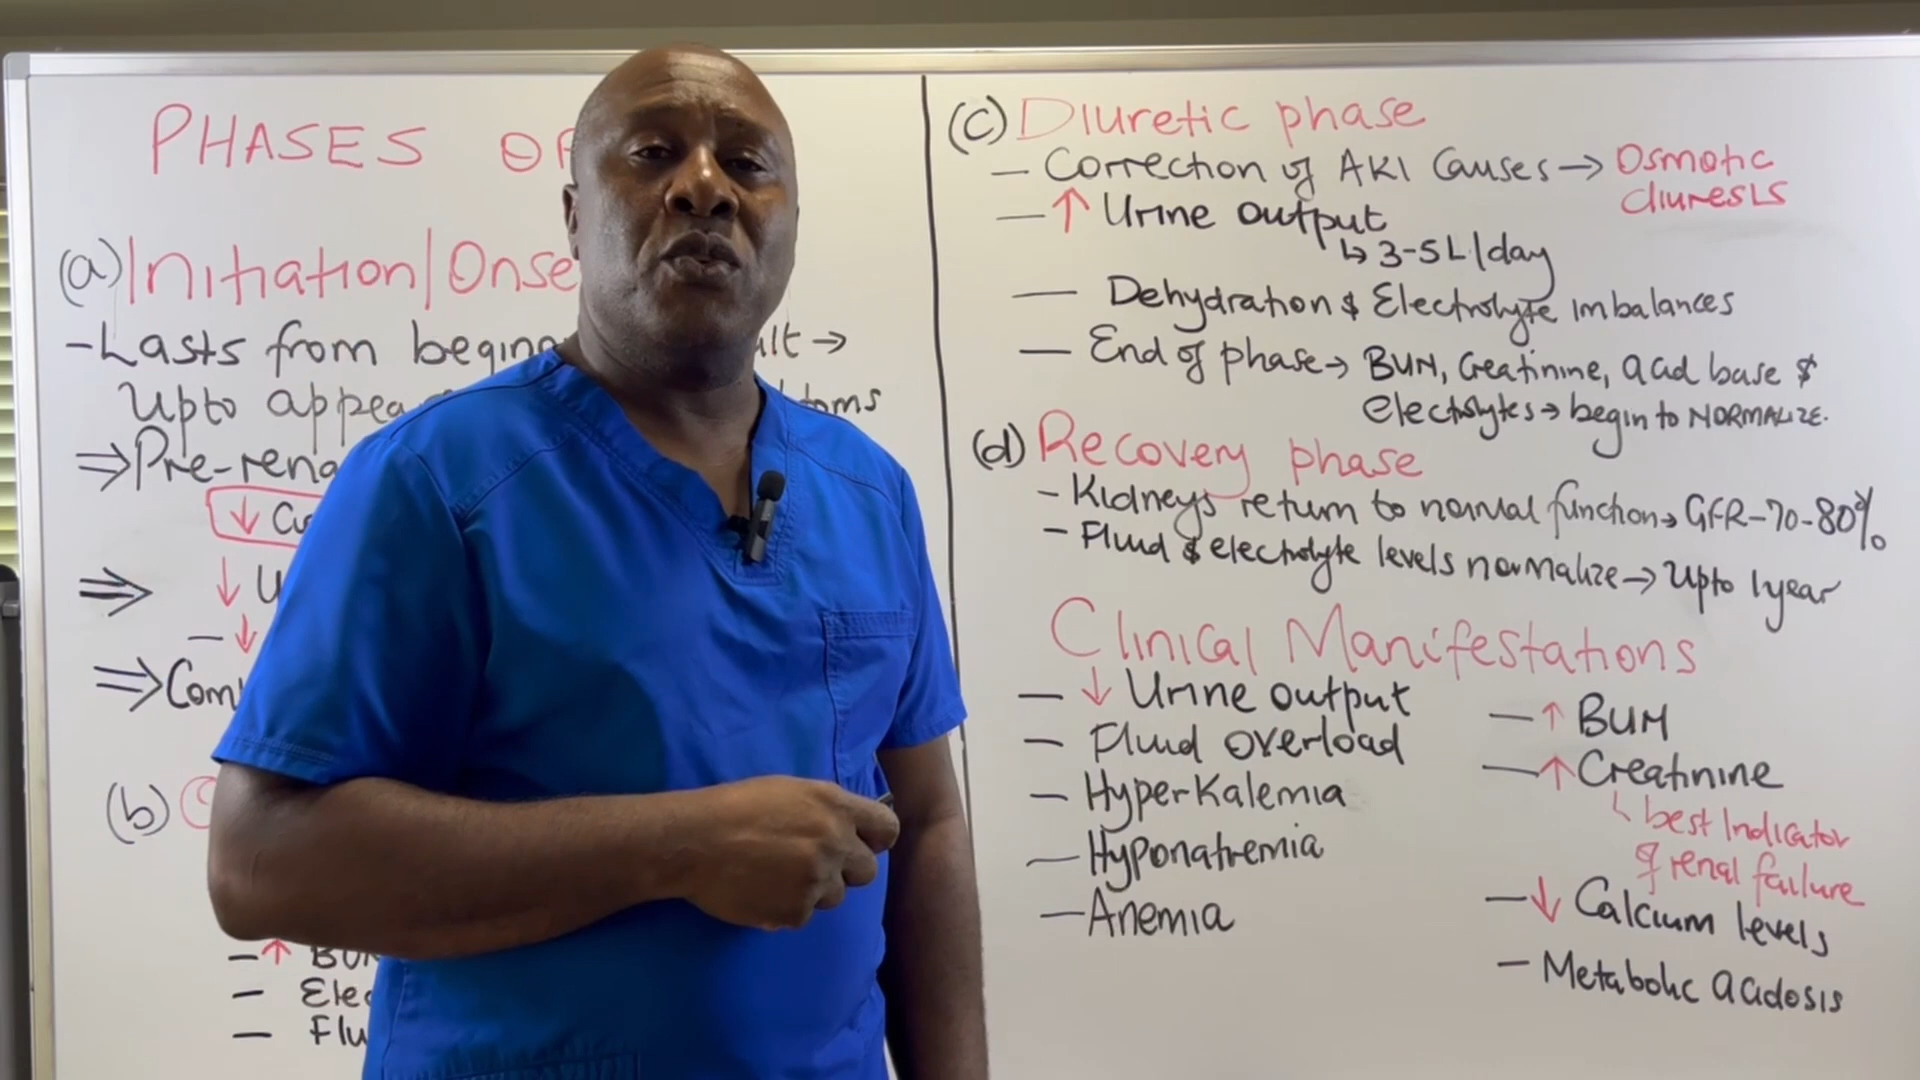 PHASES OF
(a) Initiation/Onse
- Lasts from begin ult →
Upto appea toms
⇒ Pre-rena
↓ Ca
⇒ ↓ U
- ↓
⇒ Com
(b)
- ↑ BUN
- Elec
- Flu
(c) Diuretic phase
- Correction of AKI Causes → Osmotic
diuresis
- ↑ Urine output
↳ 3-5L/day
- Dehydration & Electrolyte imbalances
- End of phase → BUN, Creatinine, acid base &
electrolytes → begin to NORMALIZE.
(d) Recovery phase
- Kidneys return to normal function → GFR-70-80%
- Fluid & electrolyte levels normalize → Upto 1year
Clinical Manifestations
- ↓ Urine output
- Fluid overload
- HyperKalemia
- Hyponatremia
- Anemia
- ↑ BUN
- ↑ Creatinine
↳ best indicator
of renal failure
- ↓ Calcium levels
- Metabolic acidosis